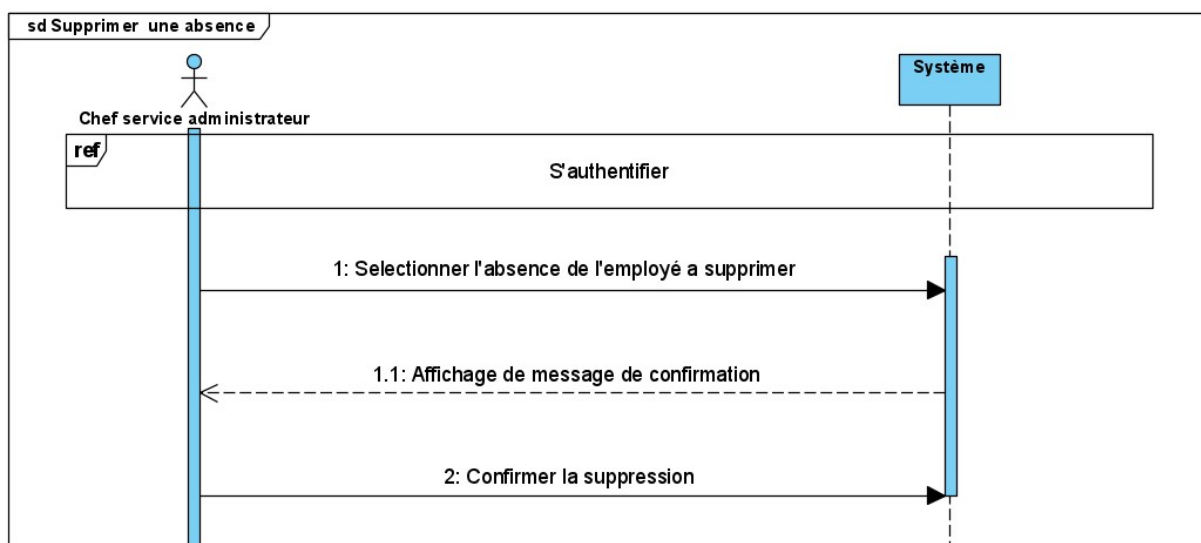 sd Supprimer une absence
Système
Chef service administrateur
ref
S'authentifier
1: Selectionner l'absence de l'employé a supprimer
1.1: Affichage de message de confirmation
2: Confirmer la suppression